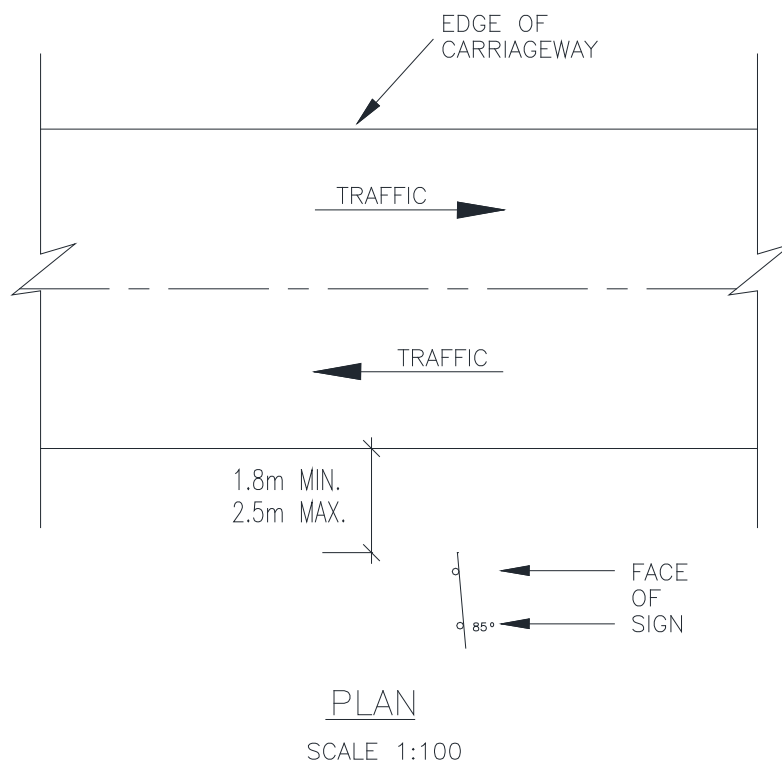 EDGE OF
CARRIAGEWAY
TRAFFIC
TRAFFIC
1.8m MIN.
2.5m MAX.
FACE
OF
SIGN
85°
PLAN
SCALE 1:100